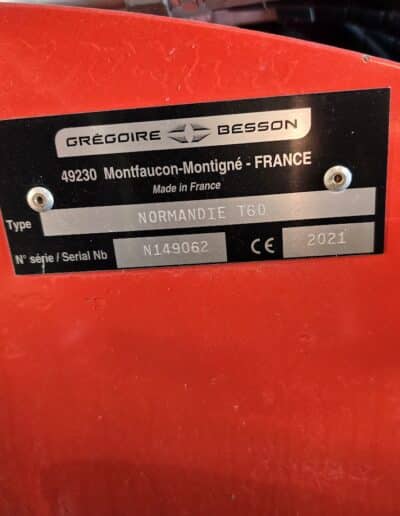 GRÉGOIRE BESSON
49230 Montfaucon-Montigné - FRANCE
Made in France
Type NORMANDIE T60
N° série / Serial Nb N149062 CE 2021